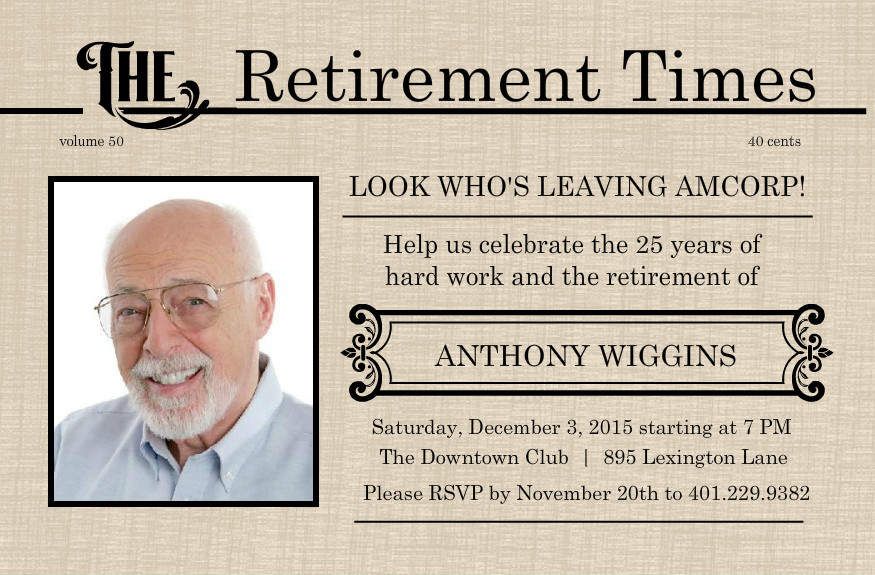 THE Retirement Times
volume 50
40 cents
LOOK WHO'S LEAVING AMCORP!
Help us celebrate the 25 years of
hard work and the retirement of
ANTHONY WIGGINS
Saturday, December 3, 2015 starting at 7 PM
The Downtown Club | 895 Lexington Lane
Please RSVP by November 20th to 401.229.9382